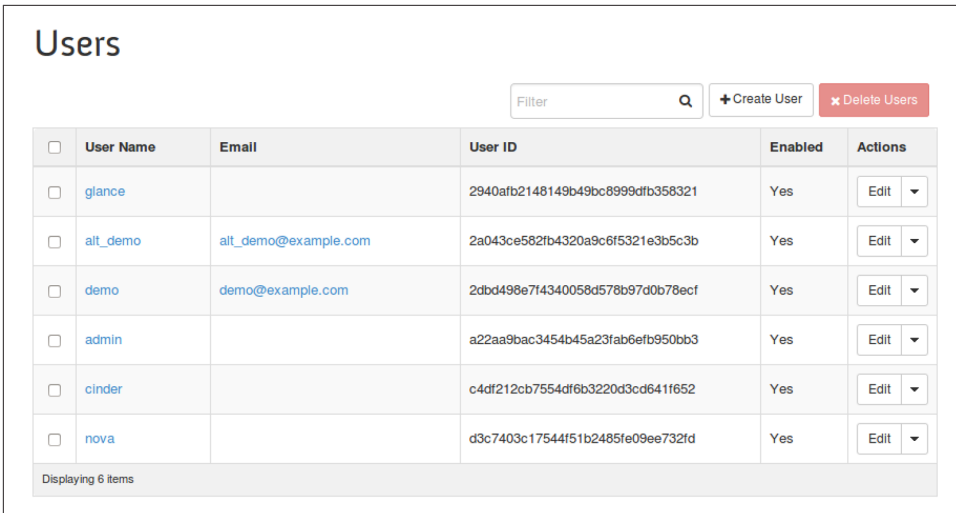 Users
Filter Create User Delete Users
User Name Email User ID Enabled Actions
glance 2940afb2148149b49bc8999dfb358321 Yes Edit
alt_demo alt_demo@example.com 2a043ce582fb4320a9c6f5321e3b5c3b Yes Edit
demo demo@example.com 2dbd498e7f4340058d578b97d0b78ecf Yes Edit
admin a22aa9bac3454b45a23fab6efb950bb3 Yes Edit
cinder c4df212cb7554df6b3220d3cd641f652 Yes Edit
nova d3c7403c17544f51b2485fe09ee732fd Yes Edit
Displaying 6 items